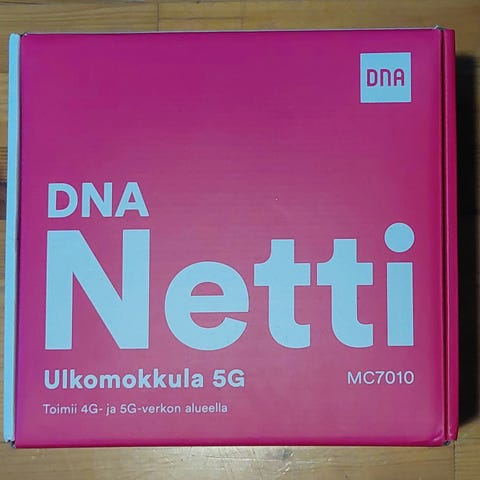 DNA
DNA
Netti
Ulkomokkula 5G
MC7010
Toimii 4G- ja 5G-verkon alueella